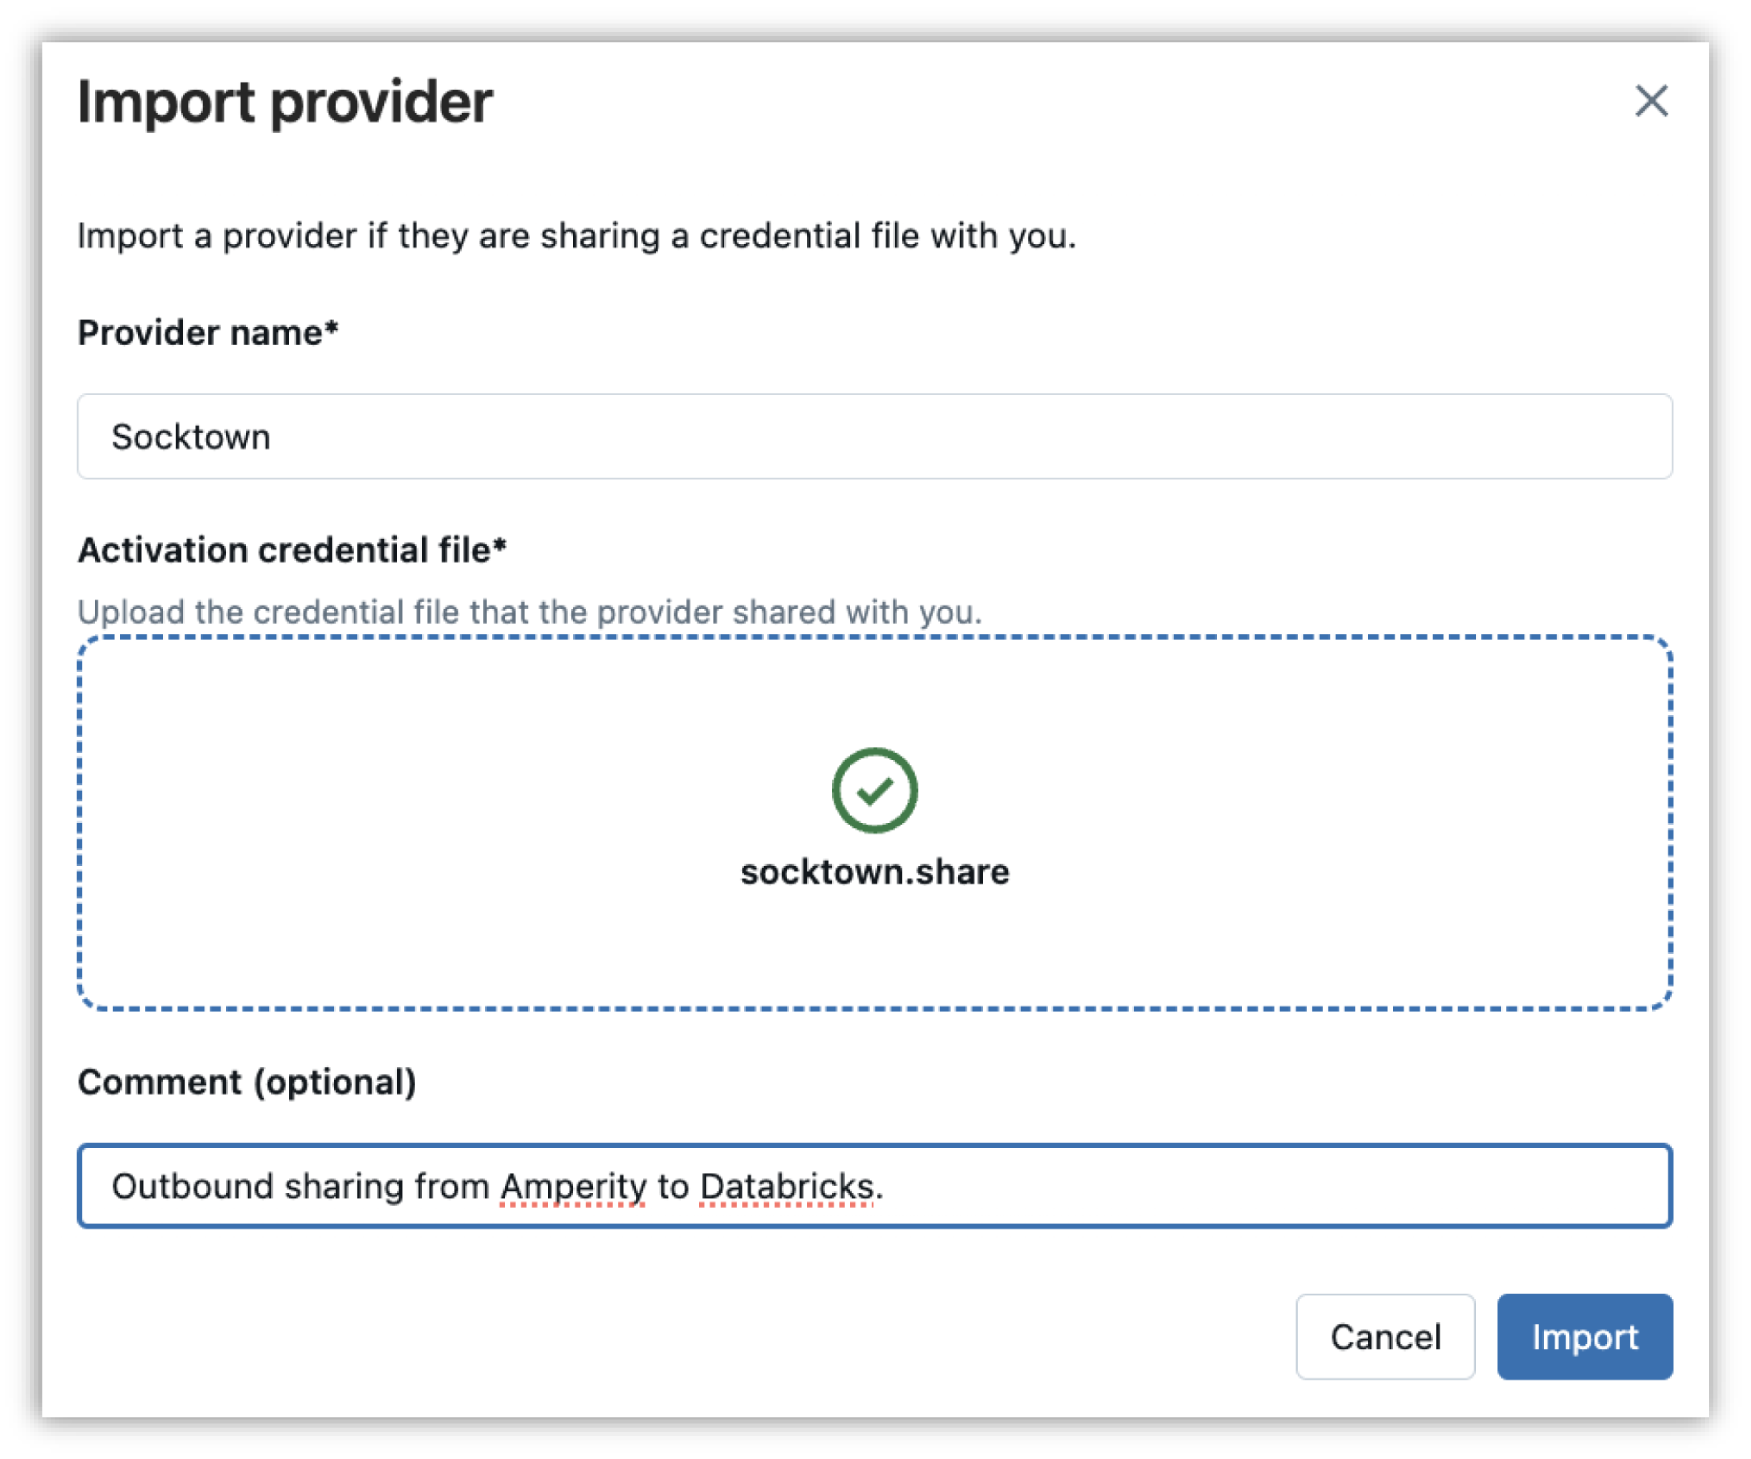 Import provider
Import a provider if they are sharing a credential file with you.
Provider name*
Socktown
Activation credential file*
Upload the credential file that the provider shared with you.
socktown.share
Comment (optional)
Outbound sharing from Amperity to Databricks.
Cancel
Import